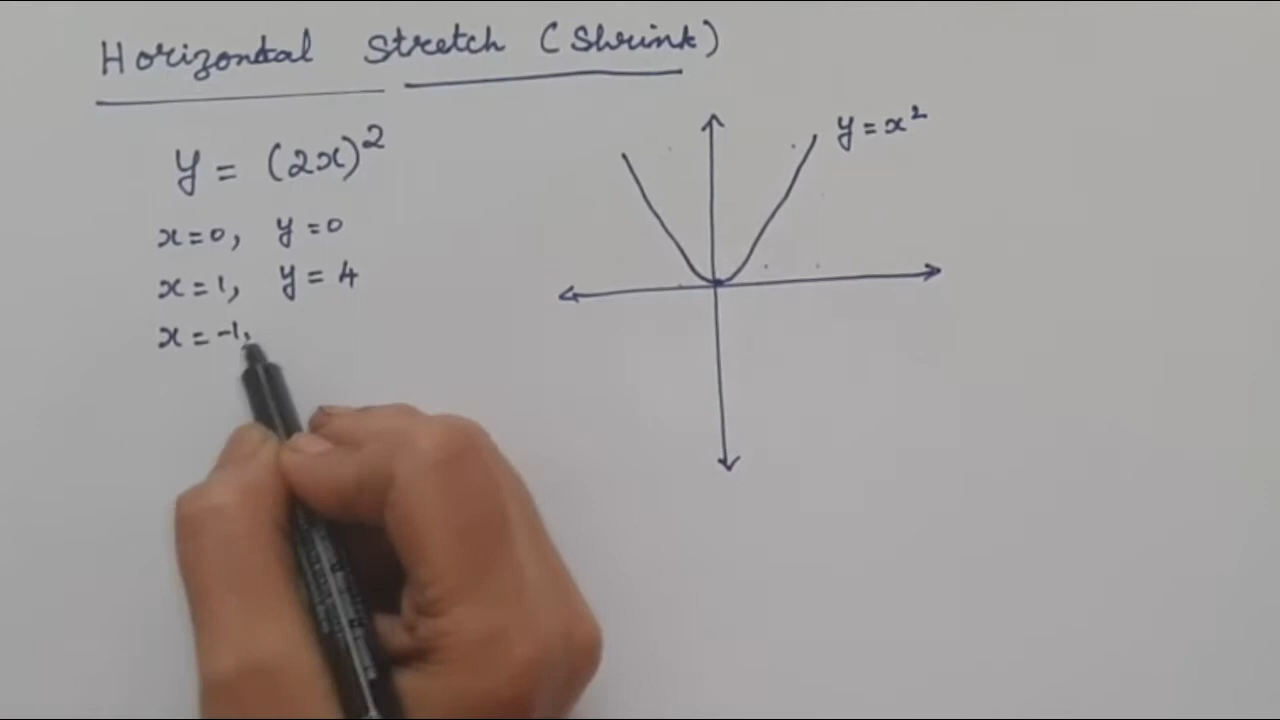 Horizontal Stretch (Shrink)
y = x²
y = (2x)²
x = 0, y = 0
x = 1, y = 4
x = -1,